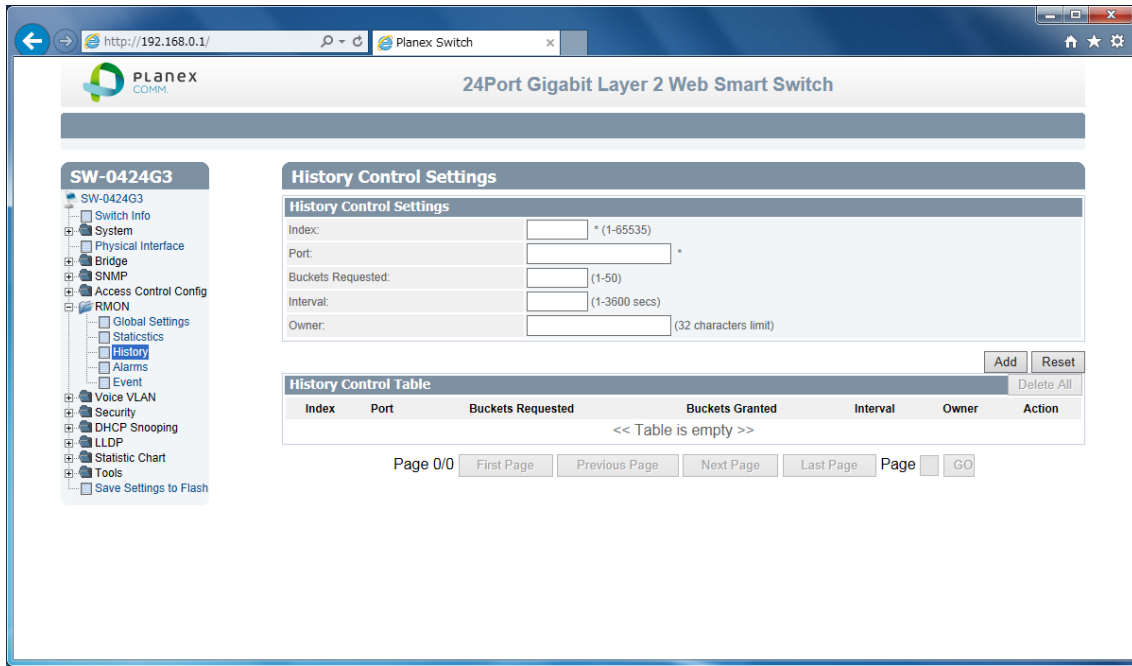 http://192.168.0.1/
Planex Switch
PLANEX
COMM.
24Port Gigabit Layer 2 Web Smart Switch
SW-0424G3
SW-0424G3
Switch Info
System
Physical Interface
Bridge
SNMP
Access Control Config
RMON
Global Settings
Staticstics
History
Alarms
Event
Voice VLAN
Security
DHCP Snooping
LLDP
Statistic Chart
Tools
Save Settings to Flash
History Control Settings
History Control Settings
Index: * (1-65535)
Port: *
Buckets Requested: (1-50)
Interval: (1-3600 secs)
Owner: (32 characters limit)
Add Reset
History Control Table Delete All
Index Port Buckets Requested Buckets Granted Interval Owner Action
<< Table is empty >>
Page 0/0 First Page Previous Page Next Page Last Page Page GO